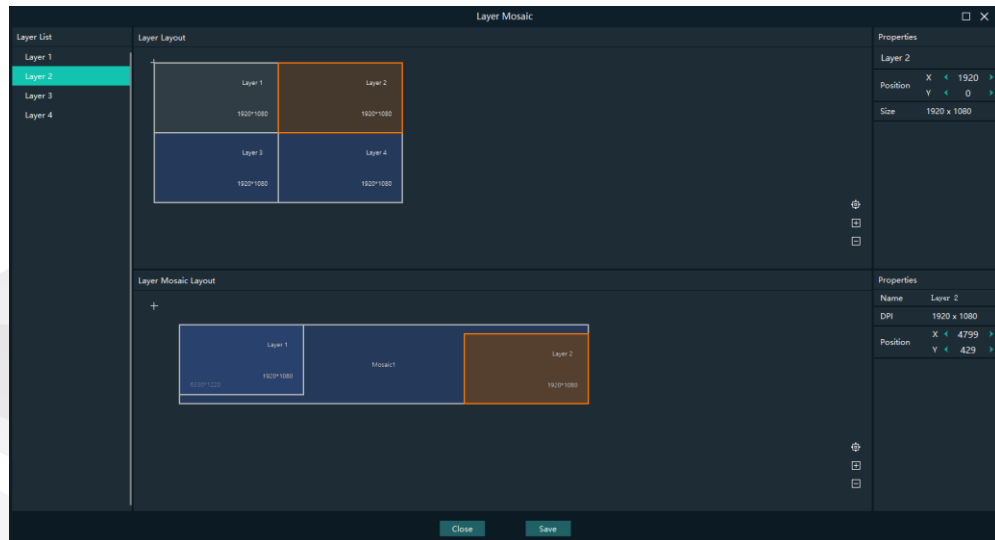 Layer Mosaic
Layer List
Layer 1
Layer 2
Layer 3
Layer 4
Layer Layout
Layer 1
1920*1080
Layer 2
1920*1080
Layer 3
1920*1080
Layer 4
1920*1080
Properties
Layer 2
Position X 1920
Y 0
Size 1920 x 1080
Layer Mosaic Layout
Layer 1
1920*1080
Mosaic1
Layer 2
1920*1080
Properties
Name Layer 2
DPI 1920 x 1080
Position X 4799
Y 429
Close Save